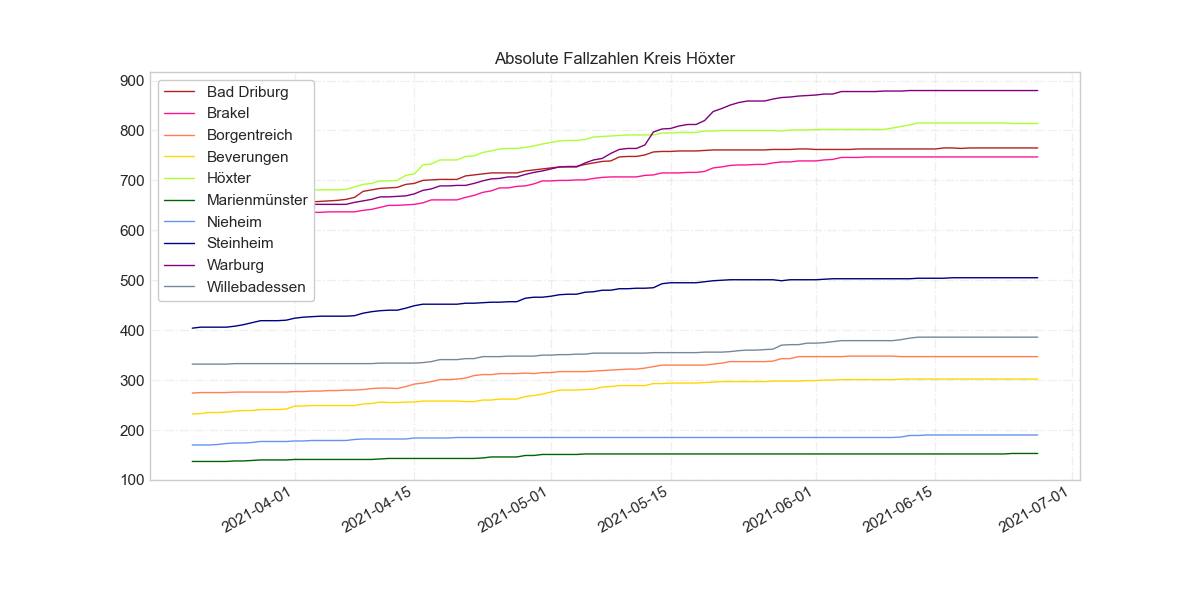 Absolute Fallzahlen Kreis Höxter
900
800
700
600
500
400
300
200
100
Bad Driburg
Brakel
Borgentreich
Beverungen
Höxter
Marienmünster
Nieheim
Steinheim
Warburg
Willebadessen
2021-04-01
2021-04-15
2021-05-01
2021-05-15
2021-06-01
2021-06-15
2021-07-01